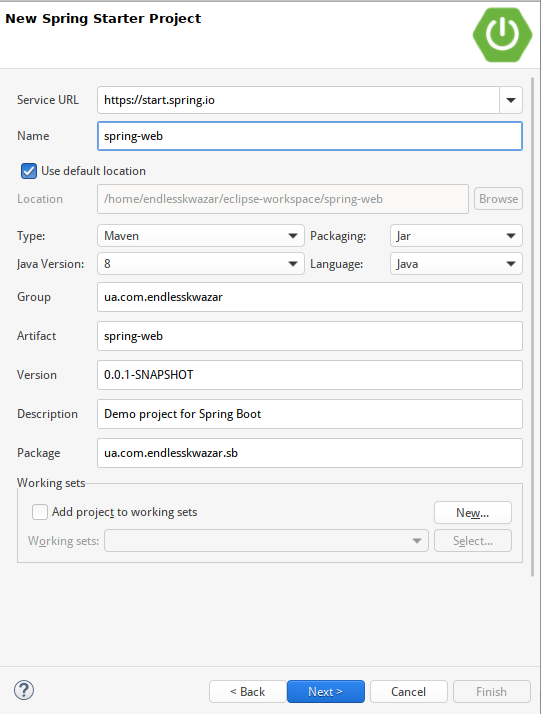 New Spring Starter Project
Service URL https://start.spring.io
Name spring-web
Use default location
Location /home/endlesskwazar/eclipse-workspace/spring-web Browse
Type: Maven Packaging: Jar
Java Version: 8 Language: Java
Group ua.com.endlesskwazar
Artifact spring-web
Version 0.0.1-SNAPSHOT
Description Demo project for Spring Boot
Package ua.com.endlesskwazar.sb
Working sets
Add project to working sets New...
Working sets: Select...
? < Back Next > Cancel Finish